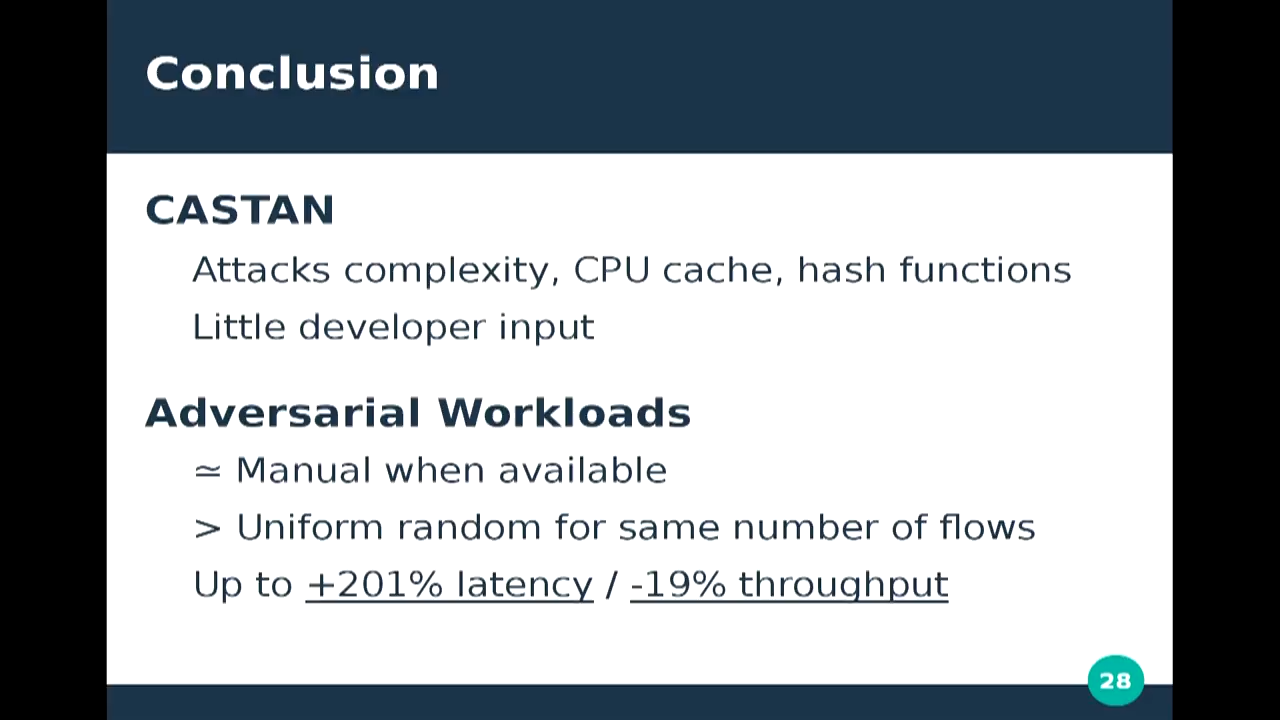 Conclusion
CASTAN
Attacks complexity, CPU cache, hash functions
Little developer input
Adversarial Workloads
≃ Manual when available
> Uniform random for same number of flows
Up to +201% latency / -19% throughput
28